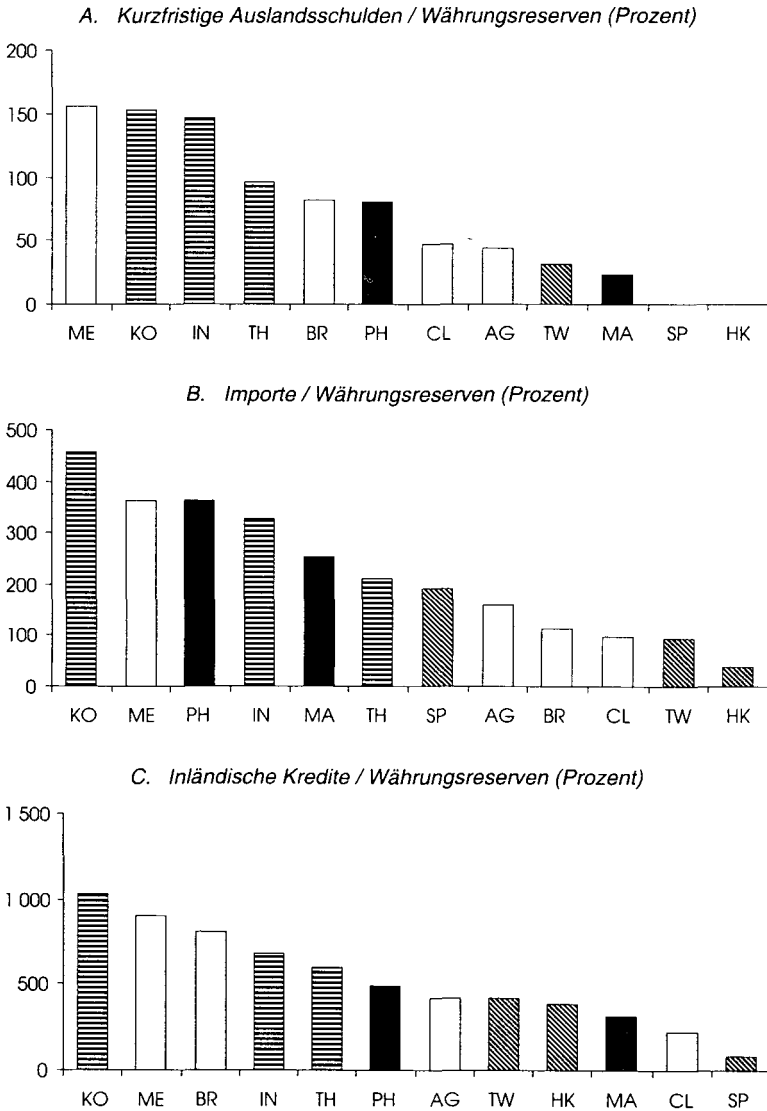 A. Kurzfristige Auslandsschulden / Währungsreserven (Prozent)
200
150
100
50
0
ME KO IN TH BR PH CL AG TW MA SP HK
B. Importe / Währungsreserven (Prozent)
500
400
300
200
100
0
KO ME PH IN MA TH SP AG BR CL TW HK
C. Inländische Kredite / Währungsreserven (Prozent)
1 500
1 000
500
0
KO ME BR IN TH PH AG TW HK MA CL SP